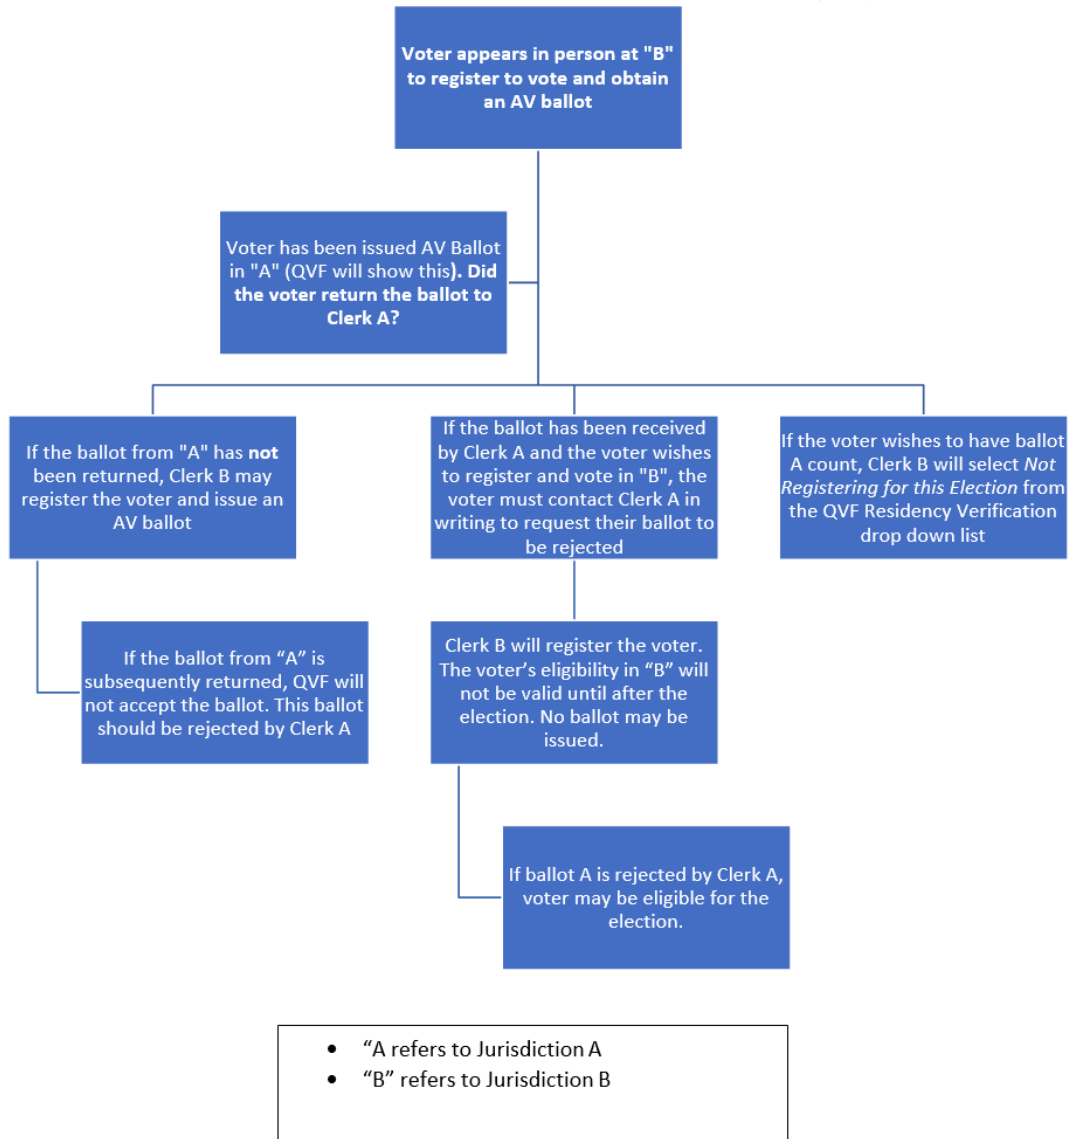 Voter appears in person at "B"
to register to vote and obtain
an AV ballot
Voter has been issued AV Ballot
in "A" (QVF will show this). Did
the voter return the ballot to
Clerk A?
If the ballot from "A" has not
been returned, Clerk B may
register the voter and issue an
AV ballot
If the ballot from “A” is
subsequently returned, QVF will
not accept the ballot. This ballot
should be rejected by Clerk A
If the ballot has been received
by Clerk A and the voter wishes
to register and vote in "B", the
voter must contact Clerk A in
writing to request their ballot to
be rejected
Clerk B will register the voter.
The voter’s eligibility in “B” will
not be valid until after the
election. No ballot may be
issued.
If ballot A is rejected by Clerk A,
voter may be eligible for the
election.
If the voter wishes to have ballot
A count, Clerk B will select Not
Registering for this Election from
the QVF Residency Verification
drop down list
• “A refers to Jurisdiction A
• “B” refers to Jurisdiction B